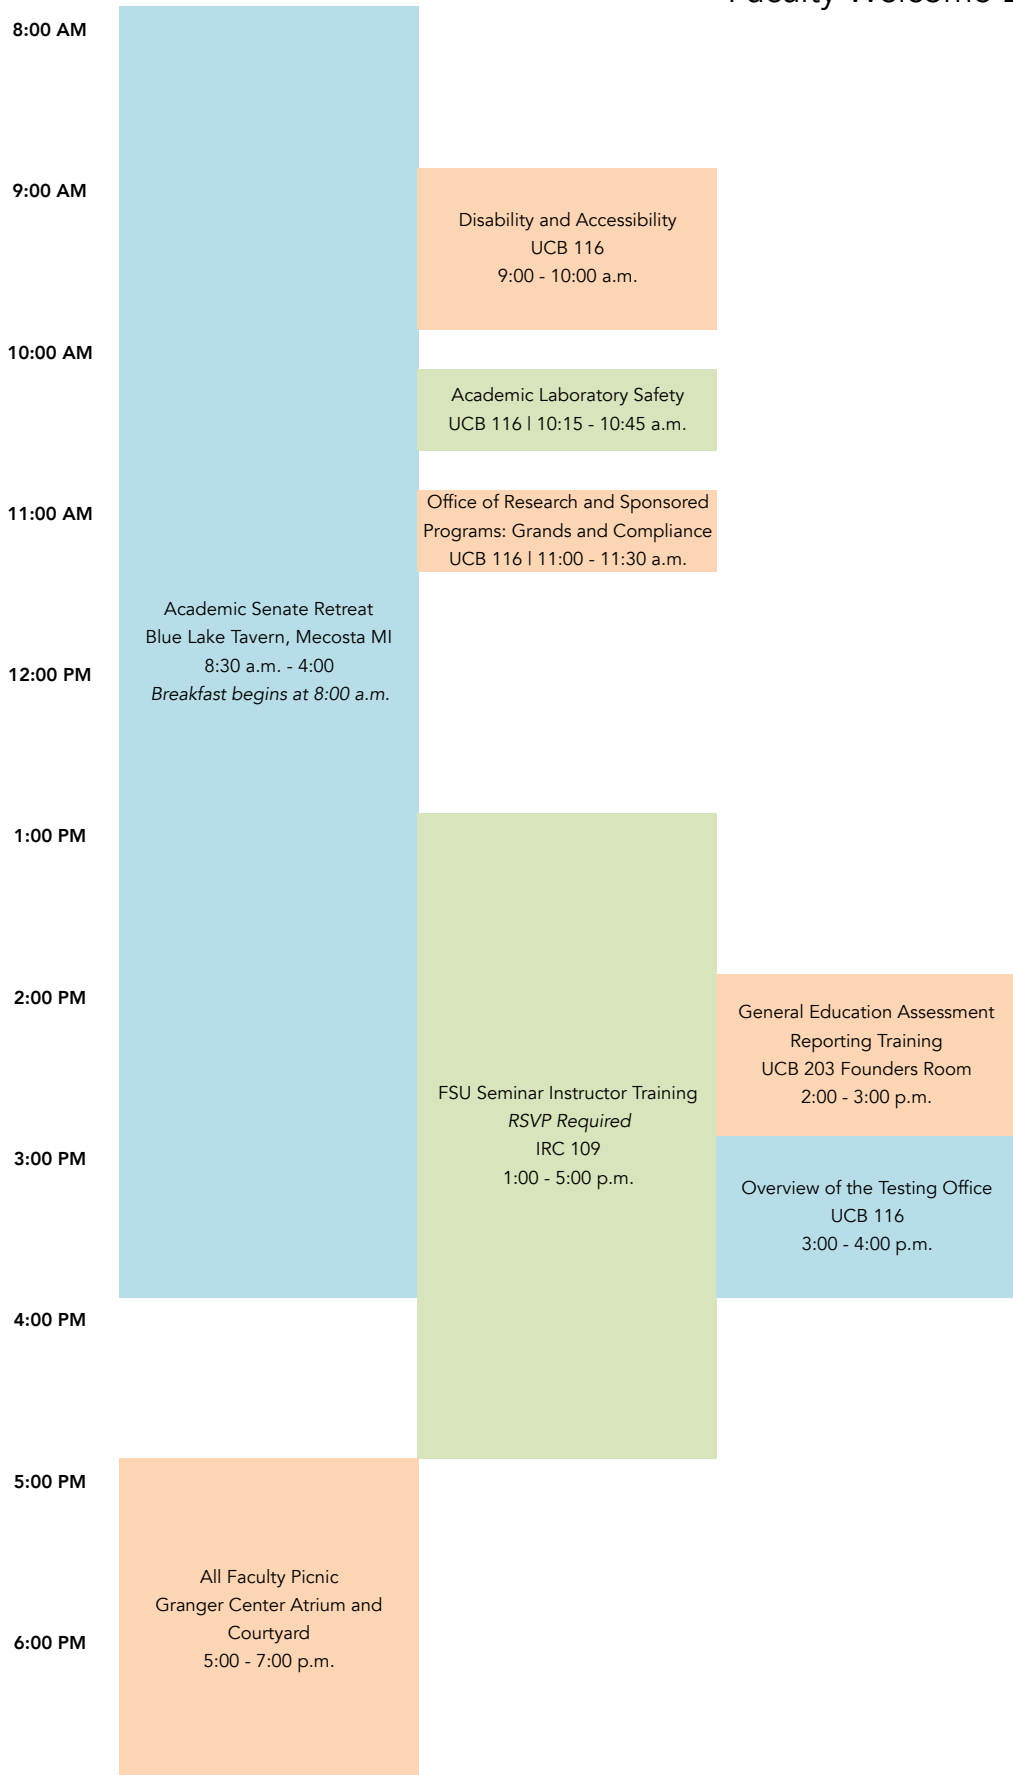 Faculty Welcome
8:00 AM
9:00 AM
Disability and Accessibility
UCB 116
9:00 - 10:00 a.m.
10:00 AM
Academic Laboratory Safety
UCB 116 | 10:15 - 10:45 a.m.
11:00 AM
Office of Research and Sponsored
Programs: Grands and Compliance
UCB 116 | 11:00 - 11:30 a.m.
Academic Senate Retreat
Blue Lake Tavern, Mecosta MI
8:30 a.m. - 4:00
Breakfast begins at 8:00 a.m.
12:00 PM
1:00 PM
2:00 PM
General Education Assessment
Reporting Training
UCB 203 Founders Room
2:00 - 3:00 p.m.
FSU Seminar Instructor Training
RSVP Required
IRC 109
1:00 - 5:00 p.m.
3:00 PM
Overview of the Testing Office
UCB 116
3:00 - 4:00 p.m.
4:00 PM
5:00 PM
All Faculty Picnic
Granger Center Atrium and
Courtyard
5:00 - 7:00 p.m.
6:00 PM